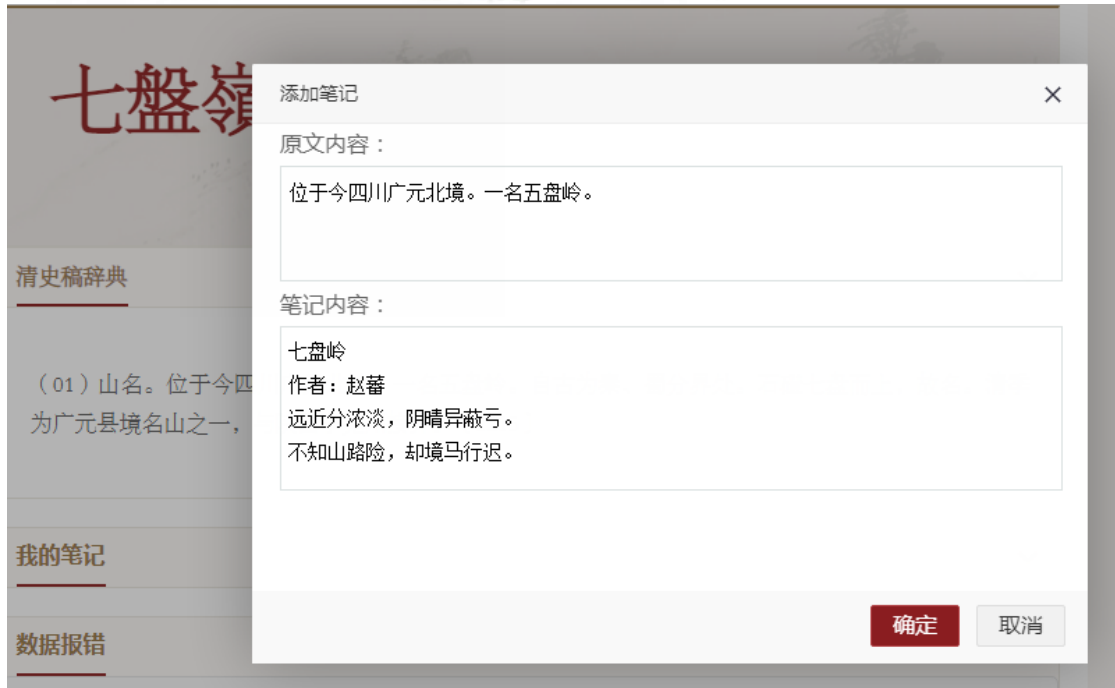 七盤嶺
添加笔记
原文内容：
位于今四川广元北境。一名五盘岭。
清史稿辞典
笔记内容：
七盘岭
作者：赵蕃
远近分浓淡，阴晴异蔽亏。
不知山路险，却境马行迟。
（01）山名。位于今四
为广元县境名山之一，
我的笔记
确定
取消
数据报错